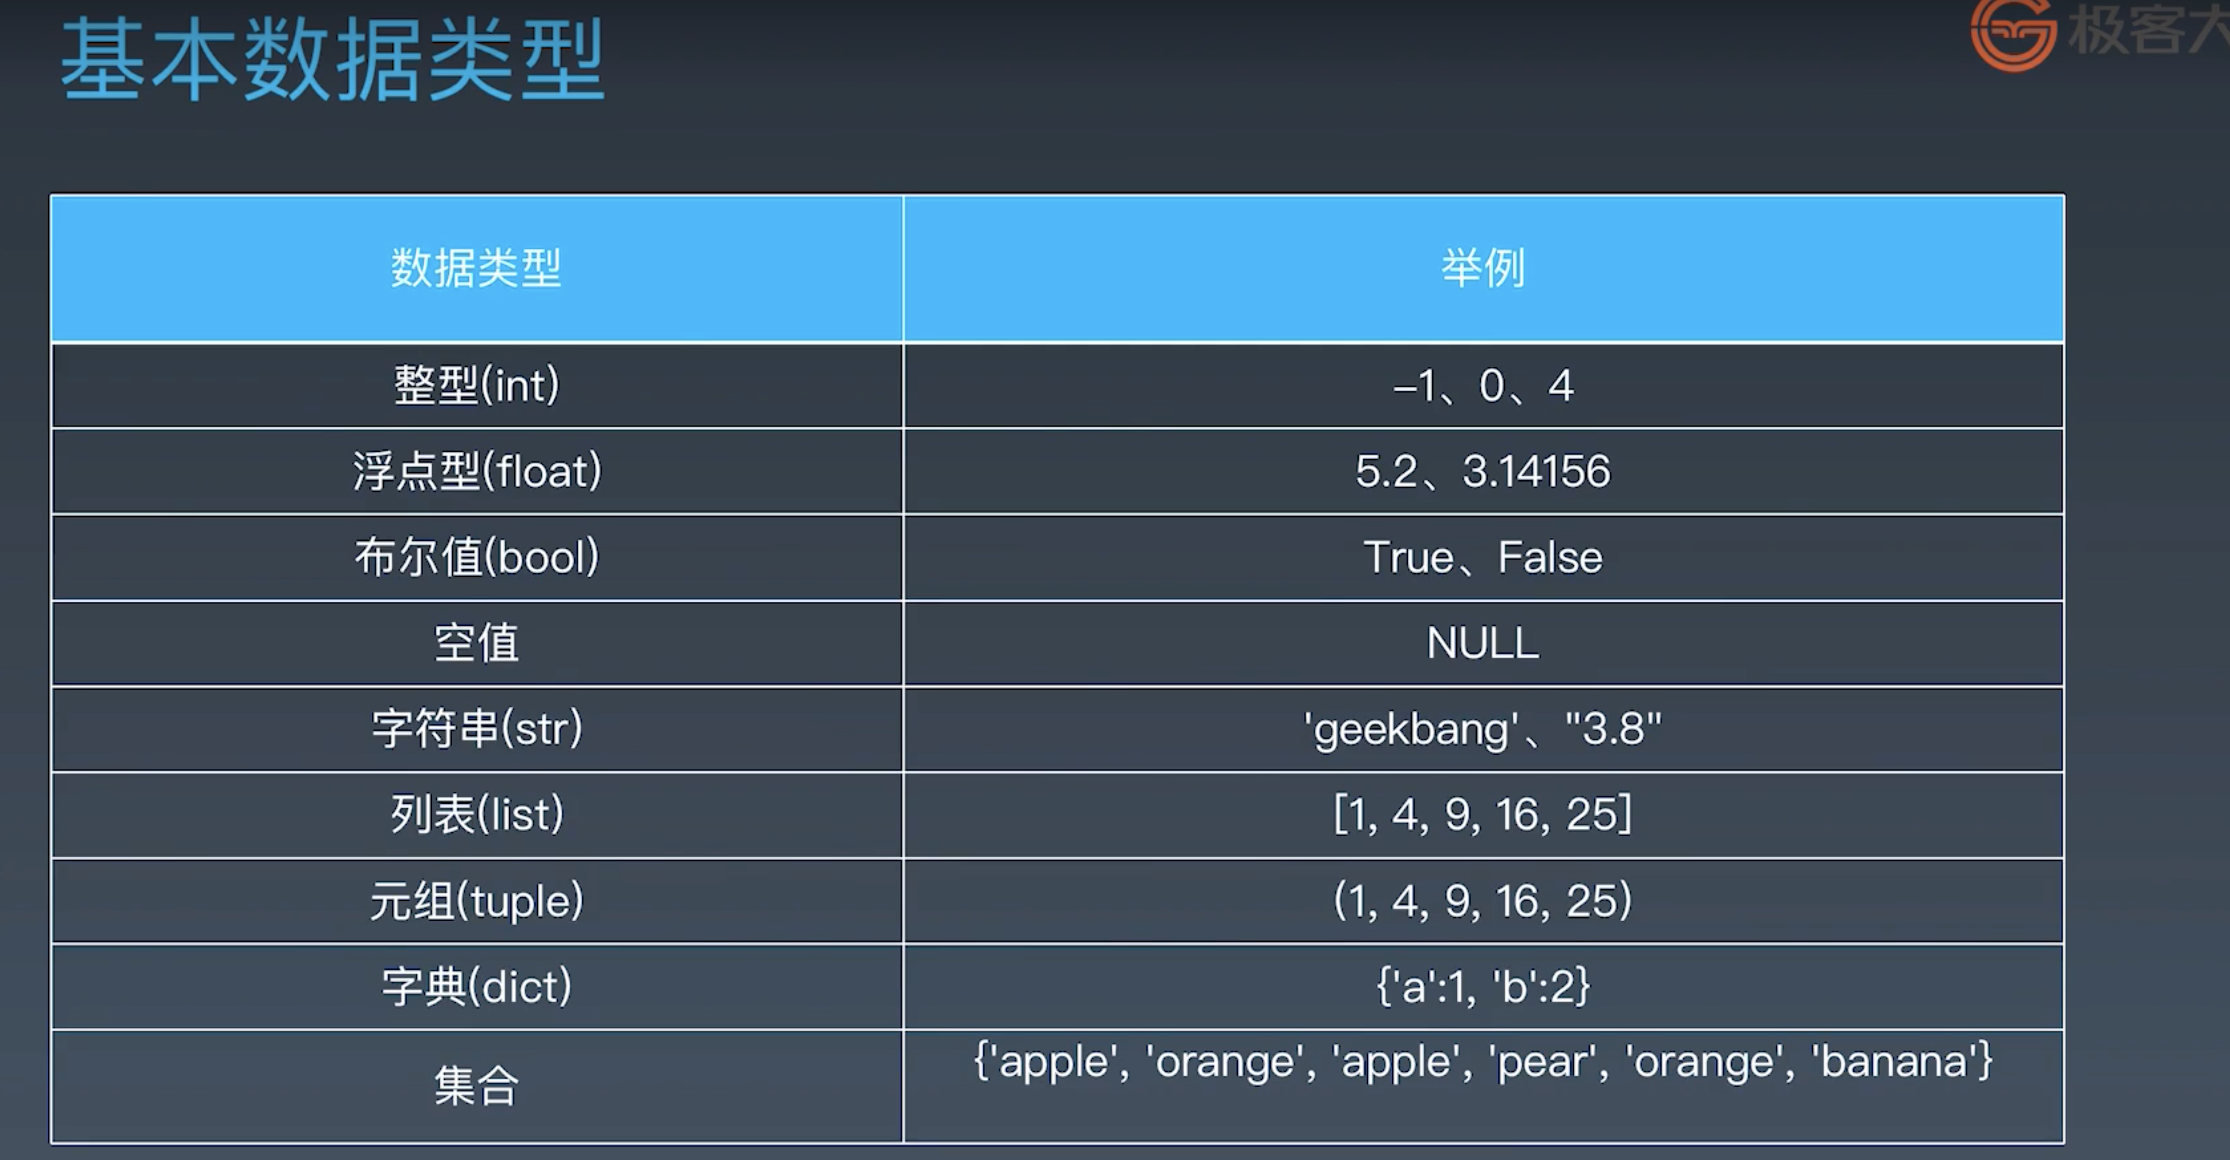 基本数据类型
极客大
数据类型 举例
整型(int) –1、0、4
浮点型(float) 5.2、3.14156
布尔值(bool) True、False
空值 NULL
字符串(str) 'geekbang'、"3.8"
列表(list) [1, 4, 9, 16, 25]
元组(tuple) (1, 4, 9, 16, 25)
字典(dict) {'a':1, 'b':2}
集合 {'apple', 'orange', 'apple', 'pear', 'orange', 'banana'}